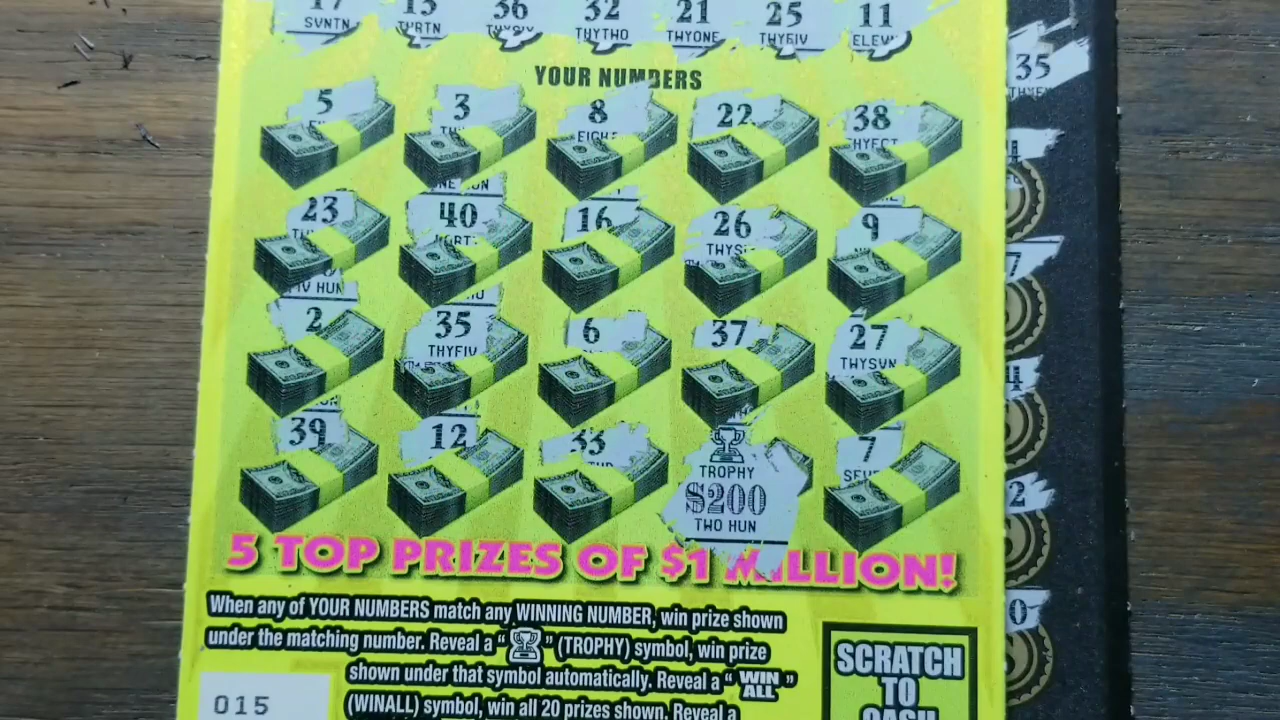 17 13 36 32 21 25 11
SVNTN THYTHO THYONE
YOUR NUMBERS
5 3 8 22 38
23 40 16 26 9
2 35 6 37 27
THYFIV THYSVN
39 12 33 7
TROPHY
$200
TWO HUN
5 TOP PRIZES OF $1 MILLION!
When any of YOUR NUMBERS match any WINNING NUMBER, win prize shown
under the matching number. Reveal a " " (TROPHY) symbol, win prize
shown under that symbol automatically. Reveal a " WIN ALL "
(WINALL) symbol, win all 20 prizes shown. Reveal a
015
SCRATCH
TO
CASH
35